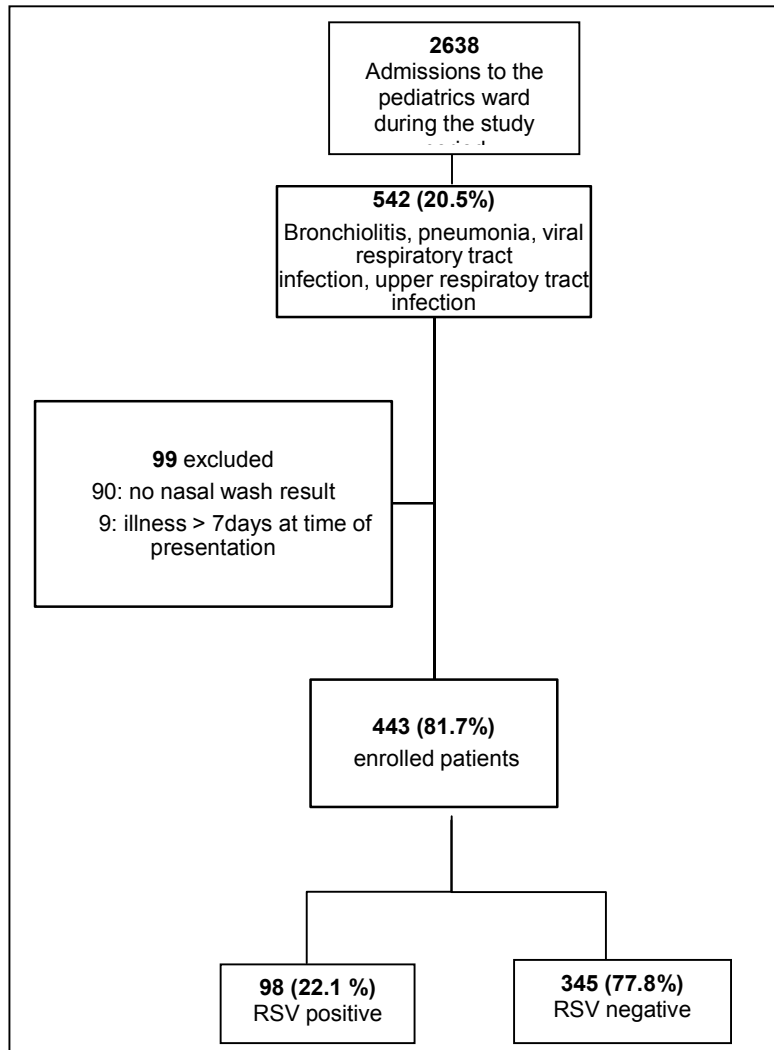 2638
Admissions to the
pediatrics ward
during the study
542 (20.5%)
Bronchiolitis, pneumonia, viral
respiratory tract
infection, upper respiratoy tract
infection
99 excluded
90: no nasal wash result
9: illness > 7days at time of
presentation
443 (81.7%)
enrolled patients
98 (22.1 %)
RSV positive
345 (77.8%)
RSV negative